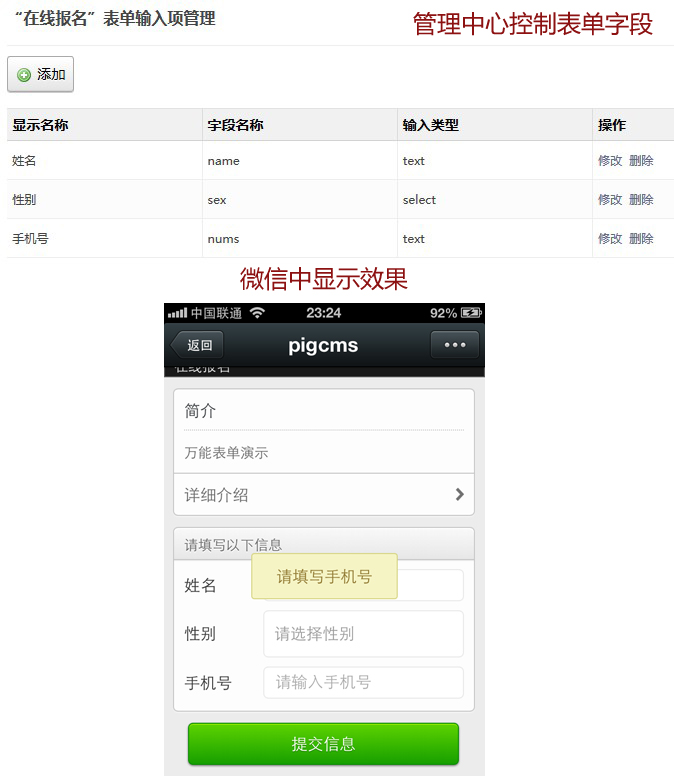 “在线报名”表单输入项管理
管理中心控制表单字段
添加
显示名称 字段名称 输入类型 操作
姓名 name text 修改 删除
性别 sex select 修改 删除
手机号 nums text 修改 删除
微信中显示效果
中国联通 23:24 92%
返回 pigcms
在线报名
简介
万能表单演示
详细介绍
请填写以下信息
请填写手机号
姓名
性别 请选择性别
手机号 请输入手机号
提交信息